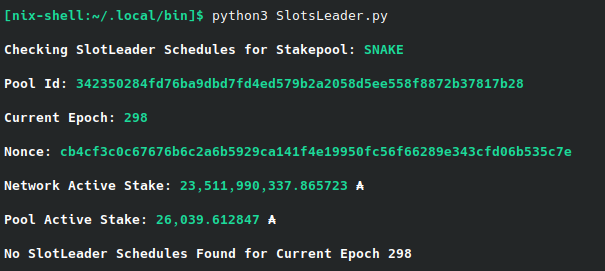 [nix-shell:~/.local/bin]$ python3 SlotsLeader.py
Checking SlotLeader Schedules for Stakepool: SNAKE
Pool Id: 342350284fd76ba9dbd7fd4ed579b2a2058d5ee558f8872b37817b28
Current Epoch: 298
Nonce: cb4cf3c0c67676b6c2a6b5929ca141f4e19950fc56f66289e343cfd06b535c7e
Network Active Stake: 23,511,990,337.865723 ₳
Pool Active Stake: 26,039.612847 ₳
No SlotLeader Schedules Found for Current Epoch 298